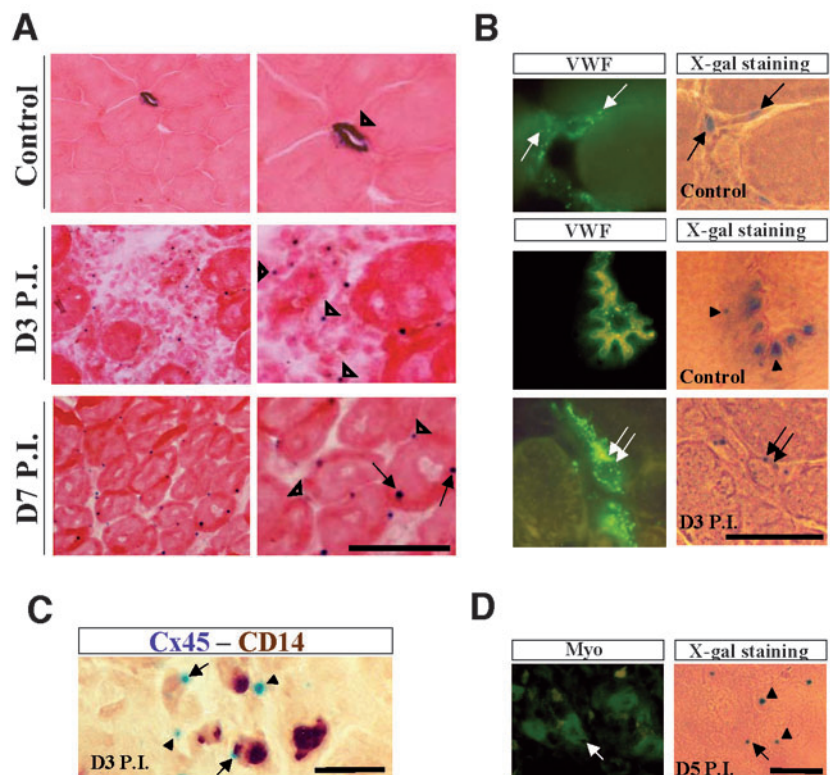 A
Control
D3 P.I.
D7 P.I.
B
VWF
X-gal staining
Control
VWF
X-gal staining
Control
D3 P.I.
C
Cx45 – CD14
D3 P.I.
D
Myo
X-gal staining
D5 P.I.